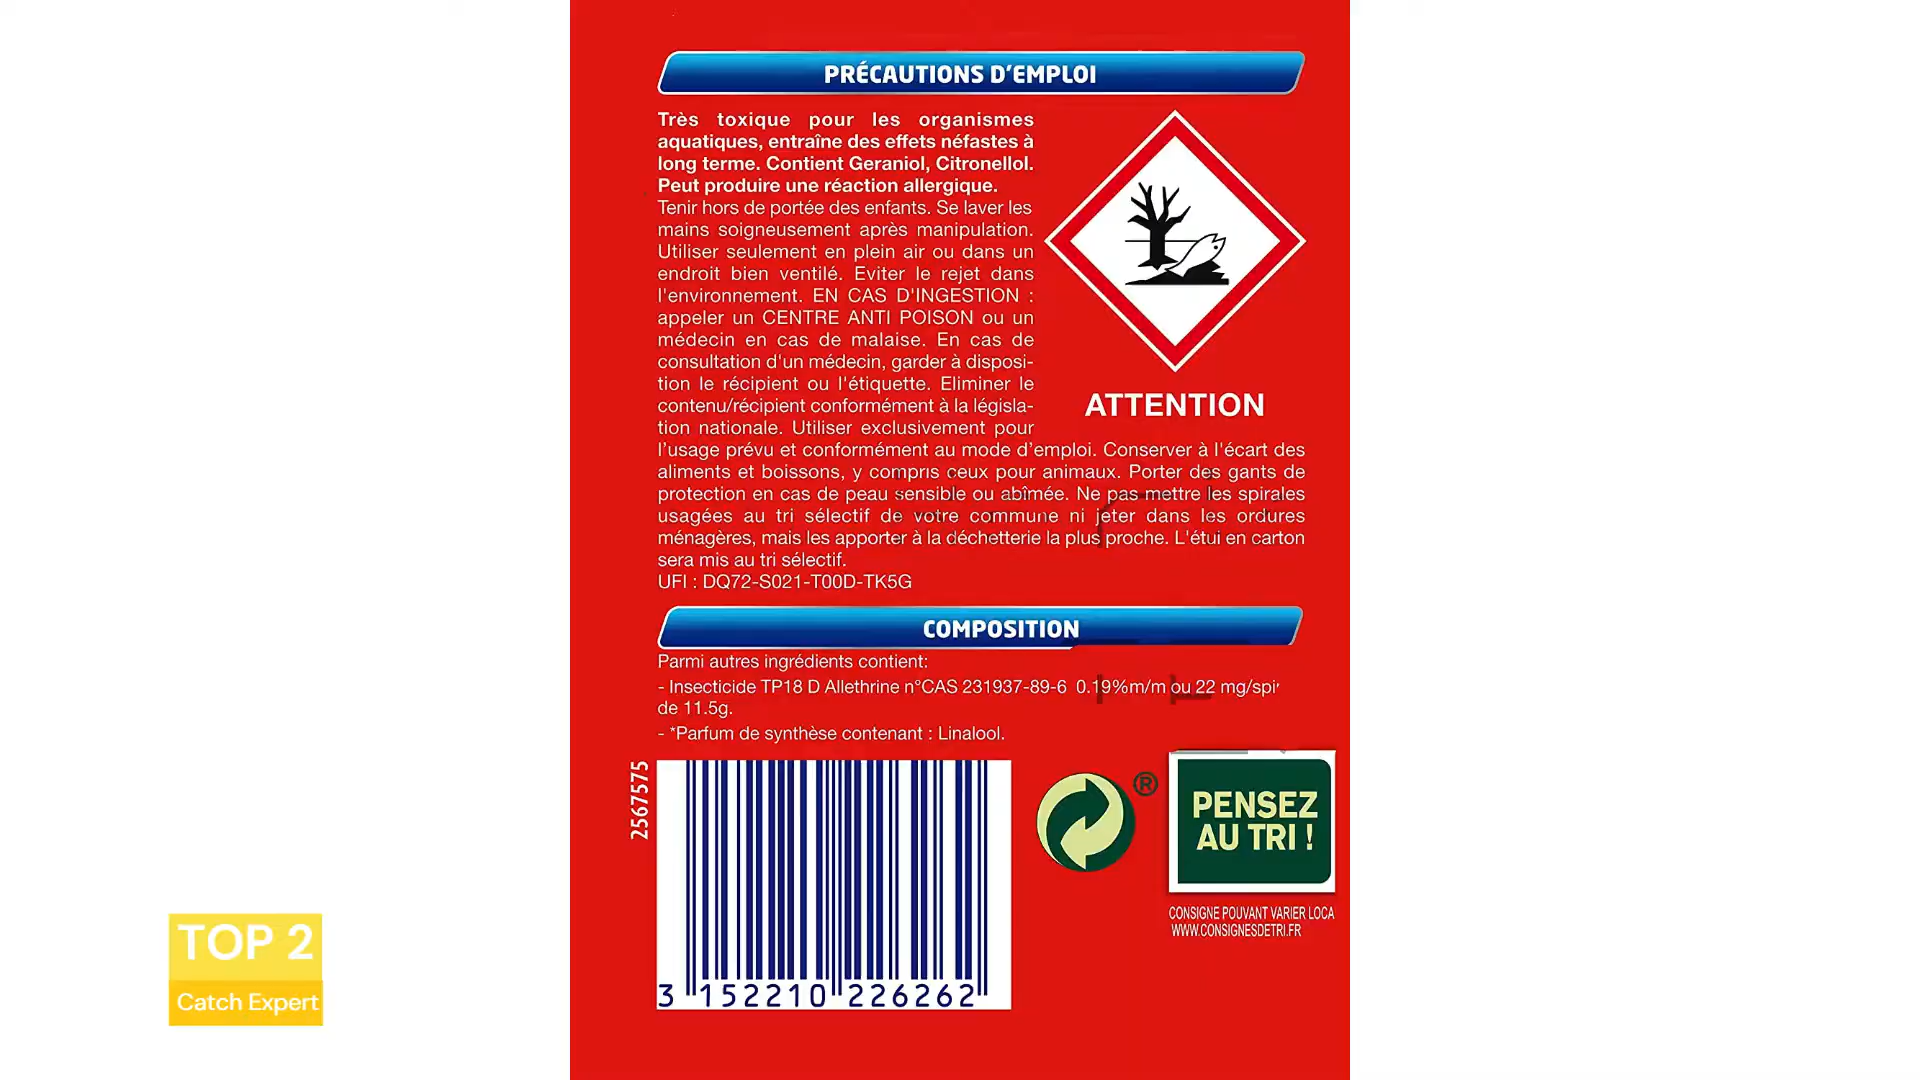 PRÉCAUTIONS D'EMPLOI
Très toxique pour les organismes
aquatiques, entraîne des effets néfastes à
long terme. Contient Geraniol, Citronellol.
Peut produire une réaction allergique.
Tenir hors de portée des enfants. Se laver les
mains soigneusement après manipulation.
Utiliser seulement en plein air ou dans un
endroit bien ventilé. Eviter le rejet dans
l'environnement. EN CAS D'INGESTION :
appeler un CENTRE ANTI POISON ou un
médecin en cas de malaise. En cas de
consultation d'un médecin, garder à disposi-
tion le récipient ou l'étiquette. Eliminer le
contenu/récipient conformément à la législa-
tion nationale. Utiliser exclusivement pour
l'usage prévu et conformément au mode d'emploi. Conserver à l'écart des
aliments et boissons, y compris ceux pour animaux. Porter des gants de
protection en cas de peau sensible ou abîmée. Ne pas mettre les spirales
usagées au tri sélectif de votre commune ni jeter dans les ordures
ménagères, mais les apporter à la déchetterie la plus proche. L'étui en carton
sera mis au tri sélectif.
UFI : DQ72-S021-T00D-TK5G
ATTENTION
COMPOSITION
Parmi autres ingrédients contient:
- Insecticide TP18 D Allethrine n°CAS 231937-89-6 0.19%m/m ou 22 mg/spi
de 11.5g.
- *Parfum de synthèse contenant : Linalool.
2567575
3 152210 226262
®
PENSEZ
AU TRI !
CONSIGNE POUVANT VARIER LOCA
WWW.CONSIGNESDETRI.FR
TOP 2
Catch Expert